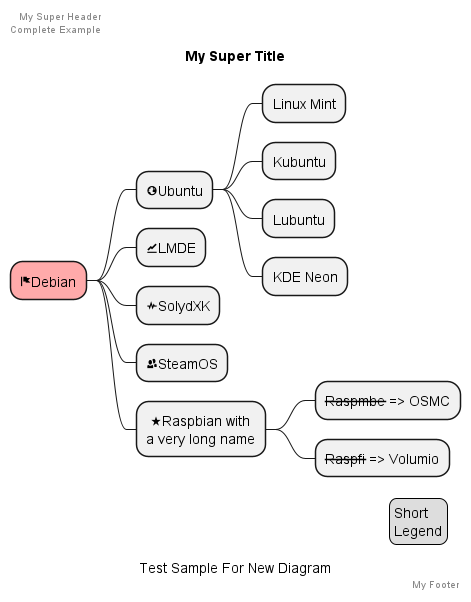 My Super Header
Complete Example
My Super Title
Debian
Ubuntu
Linux Mint
Kubuntu
Lubuntu
KDE Neon
LMDE
SolydXK
SteamOS
Raspbian with
a very long name
Raspmbc => OSMC
Raspfi => Volumio
Short
Legend
Test Sample For New Diagram
My Footer